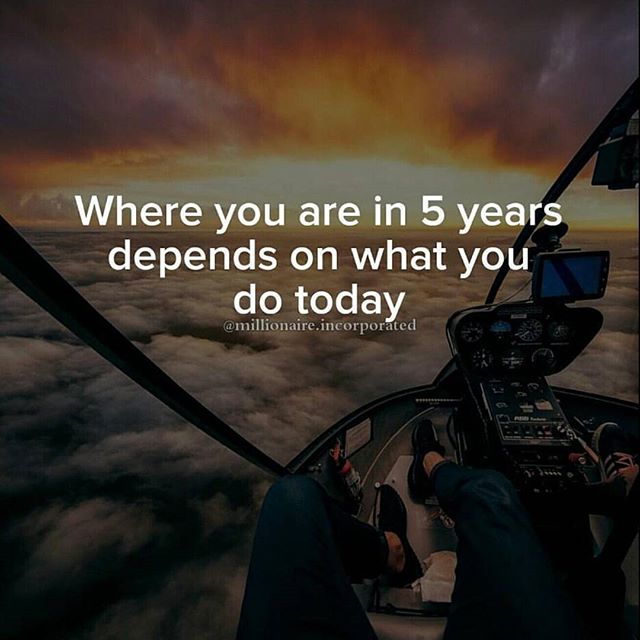 Where you are in 5 years
depends on what you
do today
@millionaire.incorporated